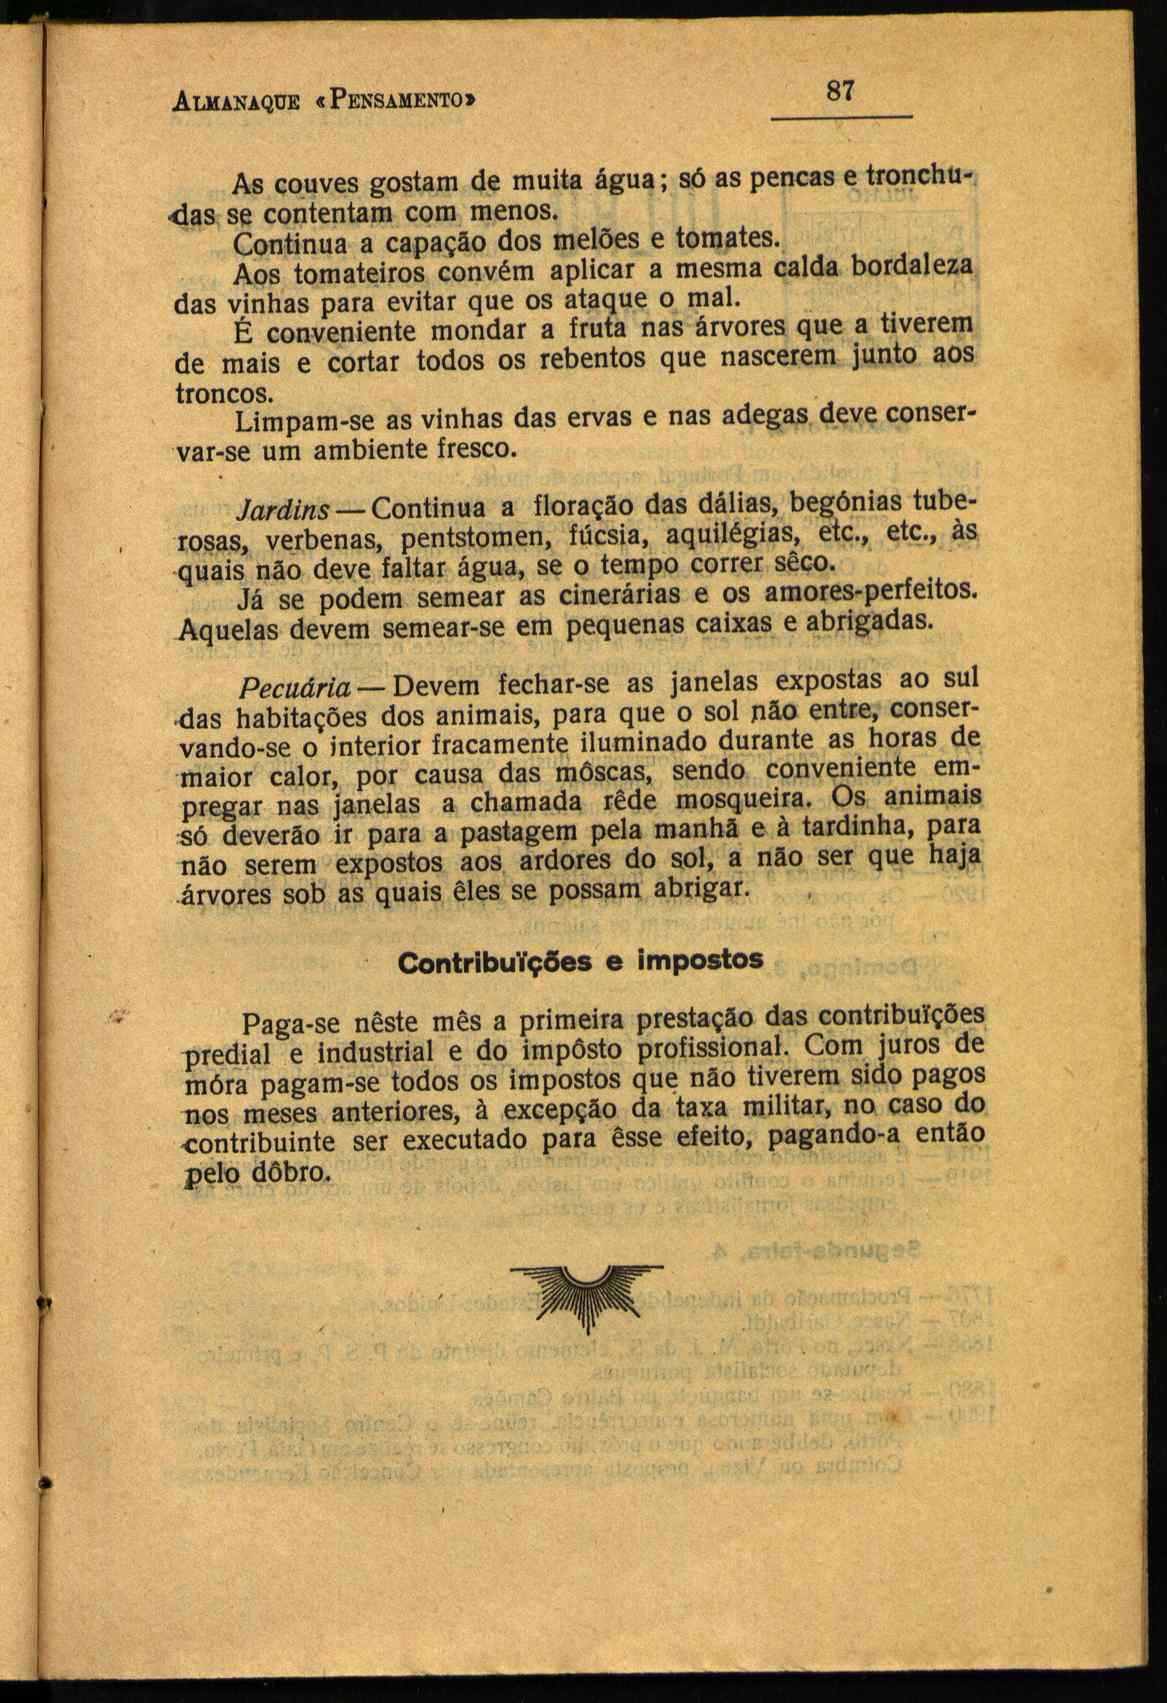 ALMANAQUE «PENSAMENTO»
87
As couves gostam de muita água; só as pencas e tronchu-
das se contentam com menos.
Continua a capação dos melões e tomates.
Aos tomateiros convém aplicar a mesma calda bordaleza
das vinhas para evitar que os ataque o mal.
É conveniente mondar a fruta nas árvores que a tiverem
de mais e cortar todos os rebentos que nascerem junto aos
troncos.
Limpam-se as vinhas das ervas e nas adegas deve conser-
var-se um ambiente fresco.
Jardins — Continua a floração das dálias, begónias tube-
rosas, verbenas, pentstomen, fúcsia, aquilégias, etc., etc., às
quais não deve faltar água, se o tempo correr sêco.
Já se podem semear as cinerárias e os amores-perfeitos.
Aquelas devem semear-se em pequenas caixas e abrigadas.
Pecuária — Devem fechar-se as janelas expostas ao sul
das habitações dos animais, para que o sol não entre, conser-
vando-se o interior fracamente iluminado durante as horas de
maior calor, por causa das môscas, sendo conveniente em-
pregar nas janelas a chamada rêde mosqueira. Os animais
só deverão ir para a pastagem pela manhã e à tardinha, para
não serem expostos aos ardores do sol, a não ser que haja
árvores sob as quais êles se possam abrigar.
Contribuïções e impostos
Paga-se nêste mês a primeira prestação das contribuïções
predial e industrial e do impôsto profissional. Com juros de
móra pagam-se todos os impostos que não tiverem sido pagos
nos meses anteriores, à excepção da taxa militar, no caso do
contribuinte ser executado para êsse efeito, pagando-a então
pelo dôbro.